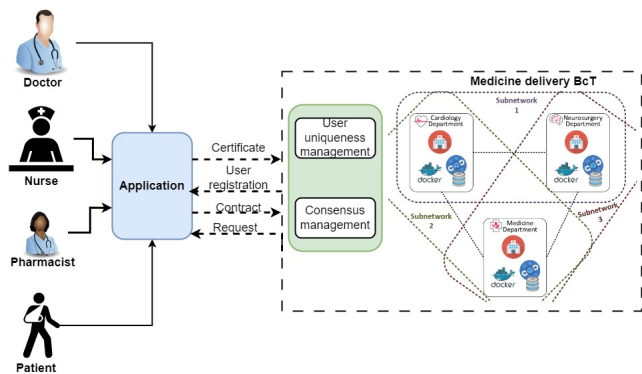 Doctor
Nurse
Pharmacist
Patient
Application
Certificate
User
registration
Contract
Request
Medicine delivery BcT
User
uniqueness
management
Consensus
management
Subnetwork
1
Cardiology
Department
docker
Neurosurgery
Department
docker
Subnetwork
2
Subnetwork
3
Medicine
Department
docker